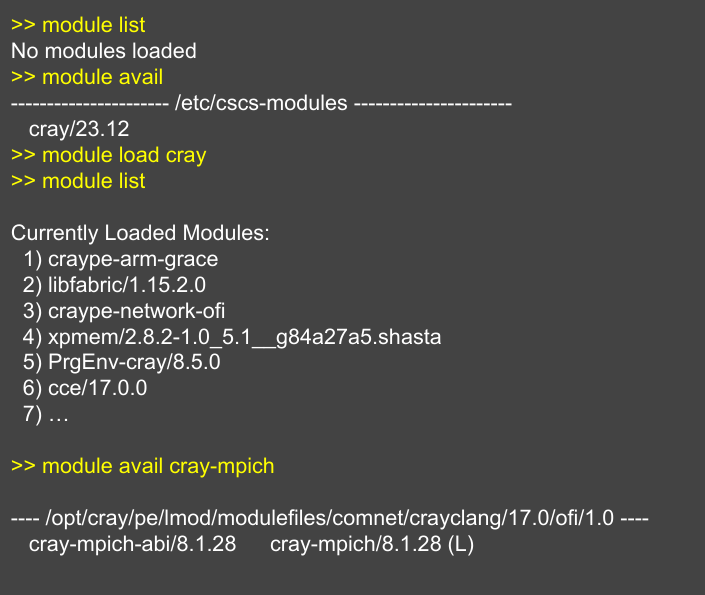 >> module list
No modules loaded
>> module avail
---------------------- /etc/cscs-modules ----------------------
cray/23.12
>> module load cray
>> module list
Currently Loaded Modules:
1) craype-arm-grace
2) libfabric/1.15.2.0
3) craype-network-ofi
4) xpmem/2.8.2-1.0_5.1__g84a27a5.shasta
5) PrgEnv-cray/8.5.0
6) cce/17.0.0
7) …
>> module avail cray-mpich
---- /opt/cray/pe/lmod/modulefiles/comnet/crayclang/17.0/ofi/1.0 ----
cray-mpich-abi/8.1.28 cray-mpich/8.1.28 (L)